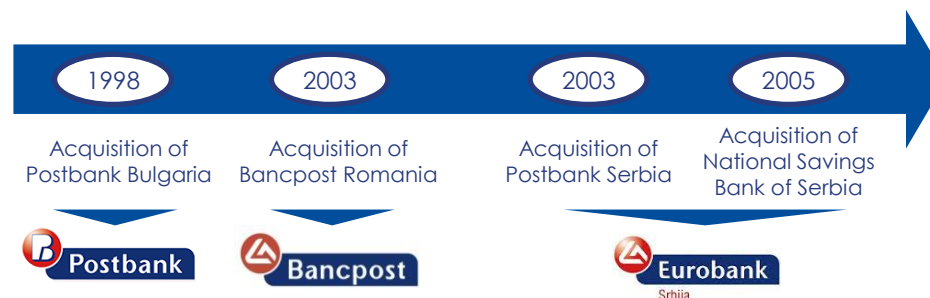 1998
2003
2003
2005
Acquisition of
Postbank Bulgaria
Acquisition of
Bancpost Romania
Acquisition of
Postbank Serbia
Acquisition of
National Savings
Bank of Serbia
Postbank
Bancpost
Eurobank
Srbija